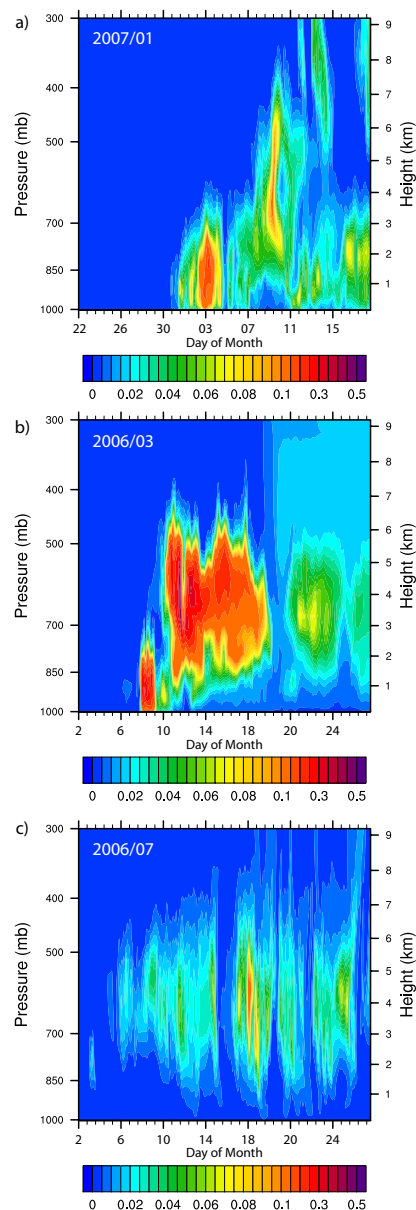 a)
2007/01
300
400
500
700
850
1000
Pressure (mb)
9
8
7
6
5
4
3
2
1
Height (km)
22 26 30 03 07 11 15
Day of Month
0 0.02 0.04 0.06 0.08 0.1 0.3 0.5
b)
2006/03
300
400
500
700
850
1000
Pressure (mb)
9
8
7
6
5
4
3
2
1
Height (km)
2 6 10 14 18 22 24
Day of Month
0 0.02 0.04 0.06 0.08 0.1 0.3 0.5
c)
2006/07
300
400
500
700
850
1000
Pressure (mb)
9
8
7
6
5
4
3
2
1
Height (km)
2 6 10 14 18 20 24
Day of Month
0 0.02 0.04 0.06 0.08 0.1 0.3 0.5